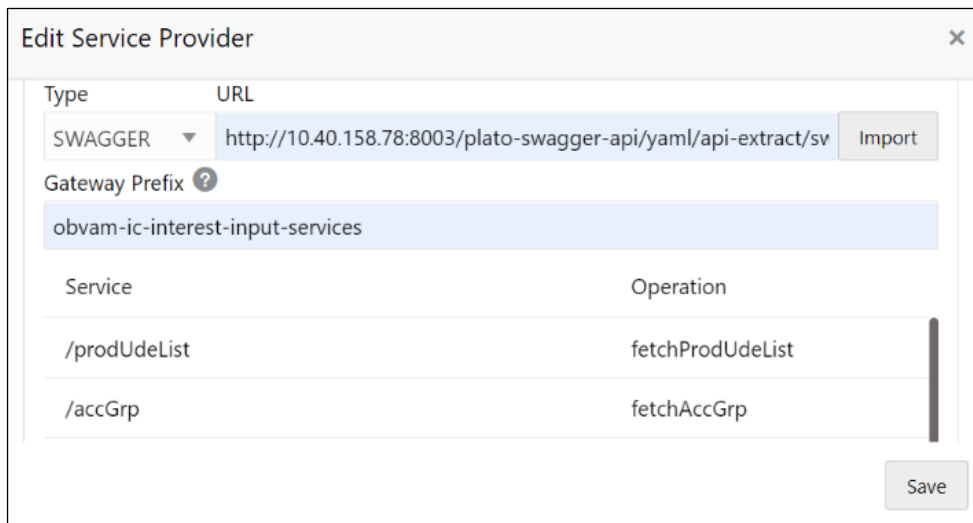 Edit Service Provider ×
Type URL
SWAGGER http://10.40.158.78:8003/plato-swagger-api/yaml/api-extract/sw Import
Gateway Prefix ?
obvam-ic-interest-input-services
Service Operation
/prodUdeList fetchProdUdeList
/accGrp fetchAccGrp
Save